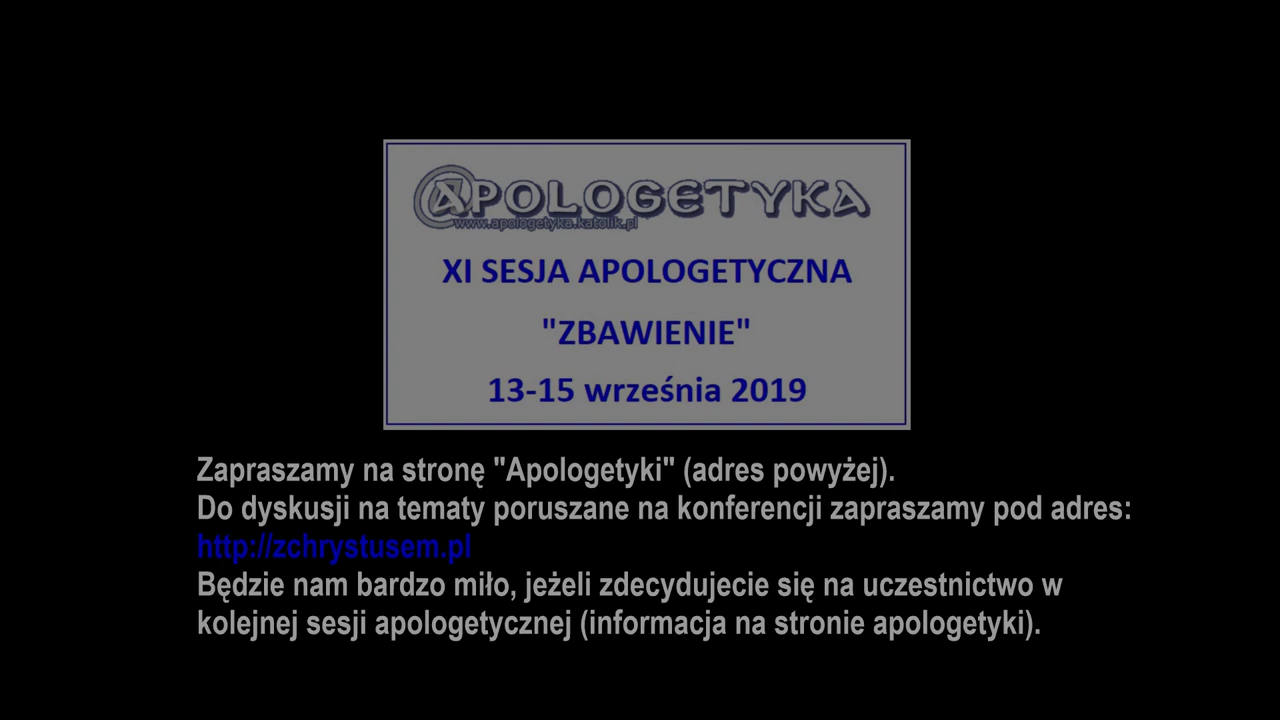 @POLOGETYKA
www.apologetyka.katolik.pl
XI SESJA APOLOGETYCZNA
"ZBAWIENIE"
13-15 września 2019
Zapraszamy na stronę "Apologetyki" (adres powyżej).
Do dyskusji na tematy poruszane na konferencji zapraszamy pod adres:
http://zchrystusem.pl
Będzie nam bardzo miło, jeżeli zdecydujecie się na uczestnictwo w
kolejnej sesji apologetycznej (informacja na stronie apologetyki).